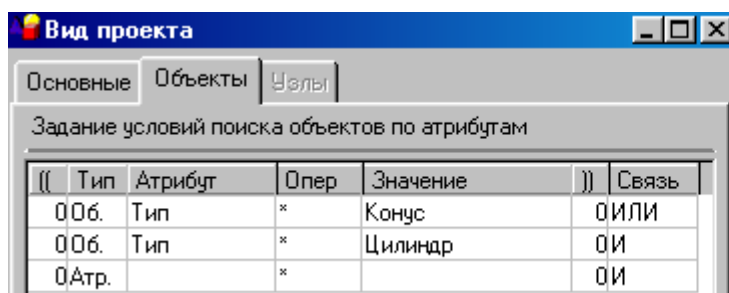 Вид проекта
Основные Объекты Узлы
Задание условий поиска объектов по атрибутам
(( Тип Атрибут Опер Значение )) Связь
0 Об. Тип * Конус 0 ИЛИ
0 Об. Тип * Цилиндр 0 И
0 Атр. * 0 И